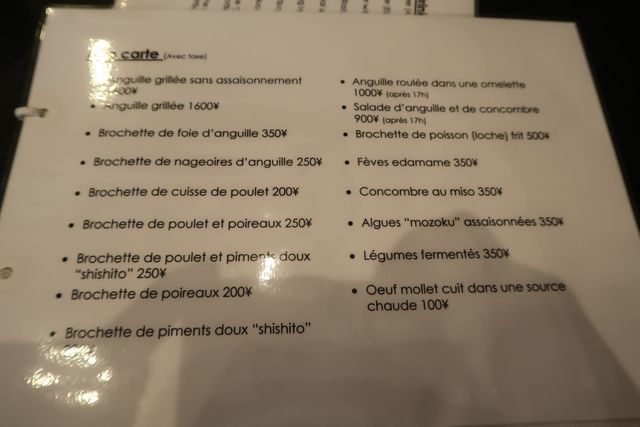 carte (Avec taxe)
Anguille grillée sans assaisonnement
Anguille grillée 1600¥
Brochette de foie d'anguille 350¥
Brochette de nageoires d'anguille 250¥
Brochette de cuisse de poulet 200¥
Brochette de poulet et poireaux 250¥
Brochette de poulet et piments doux
"shishito" 250¥
Brochette de poireaux 200¥
Brochette de piments doux "shishito"
Anguille roulée dans une omelette
1000¥ (après 17h)
Salade d'anguille et de concombre
900¥ (après 17h)
Brochette de poisson (loche) frit 500¥
Fèves edamame 350¥
Concombre au miso 350¥
Algues "mozoku" assaisonnées 350¥
Légumes fermentés 350¥
Oeuf mollet cuit dans une source
chaude 100¥